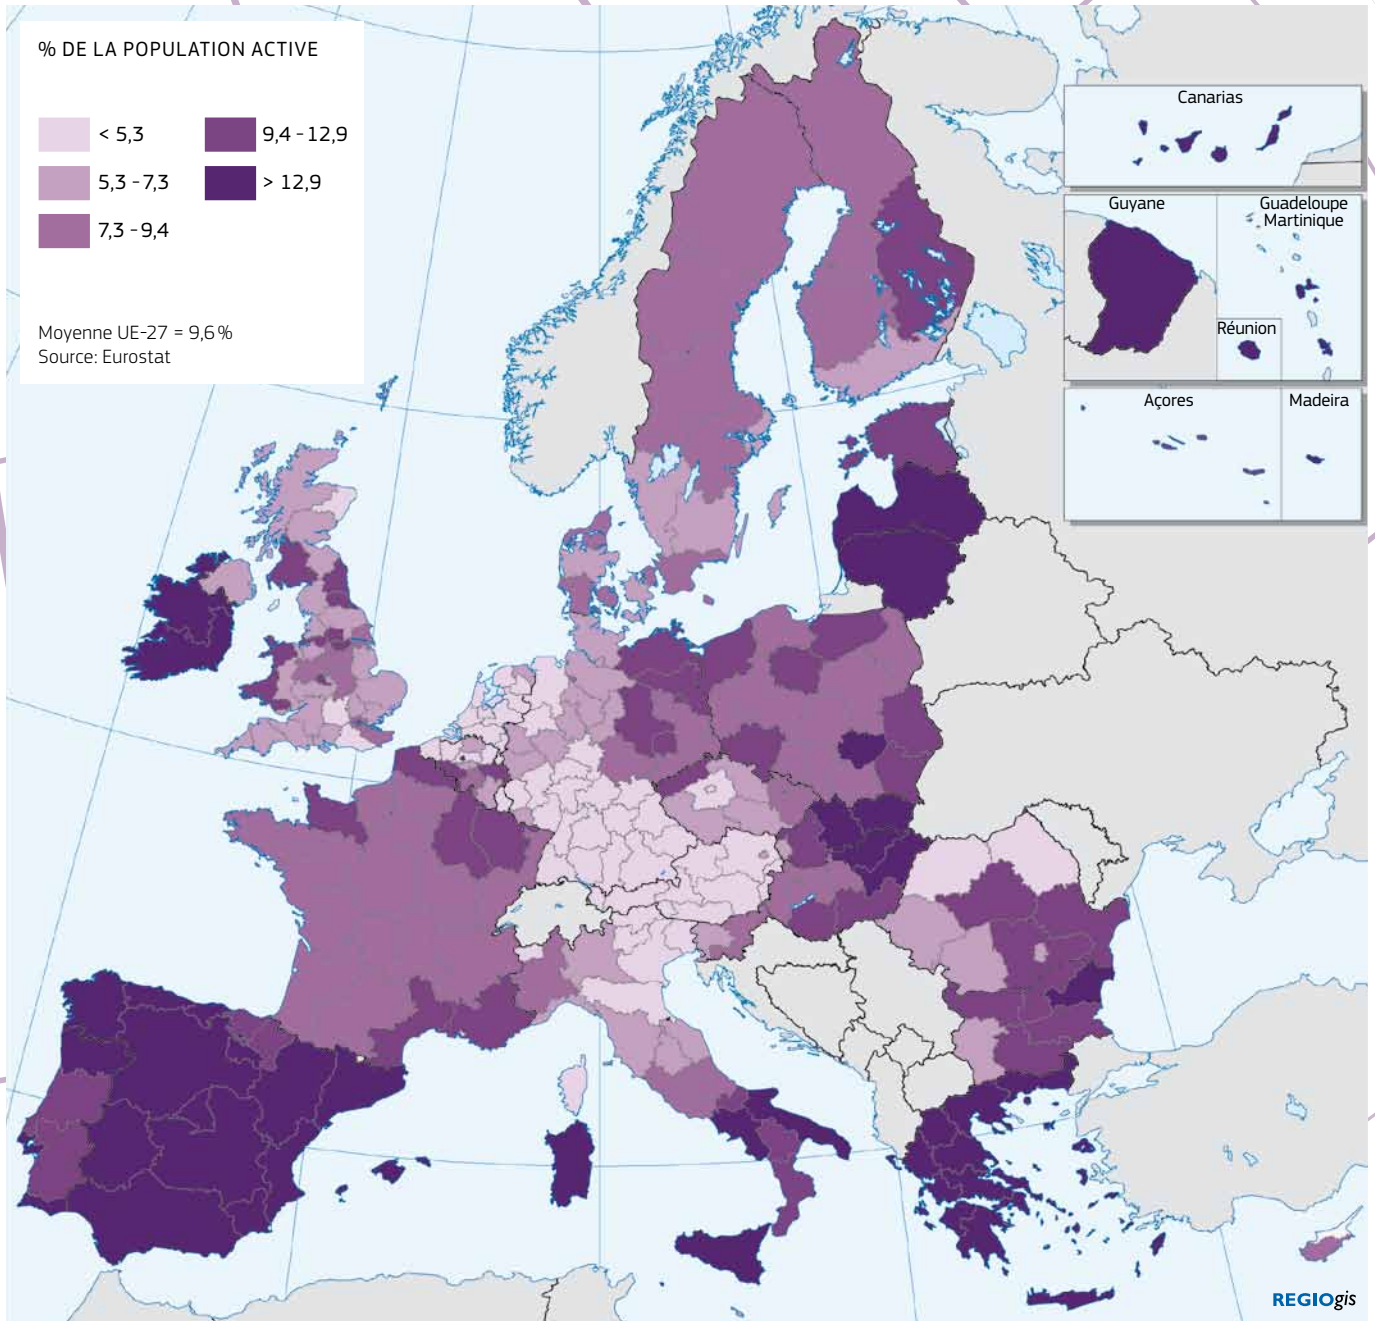 % DE LA POPULATION ACTIVE
< 5,3
9,4 - 12,9
5,3 - 7,3
> 12,9
7,3 - 9,4
Moyenne UE-27 = 9,6 %
Source: Eurostat
Canarias
Guyane
Guadeloupe
Martinique
Réunion
Açores
Madeira
REGIOgis